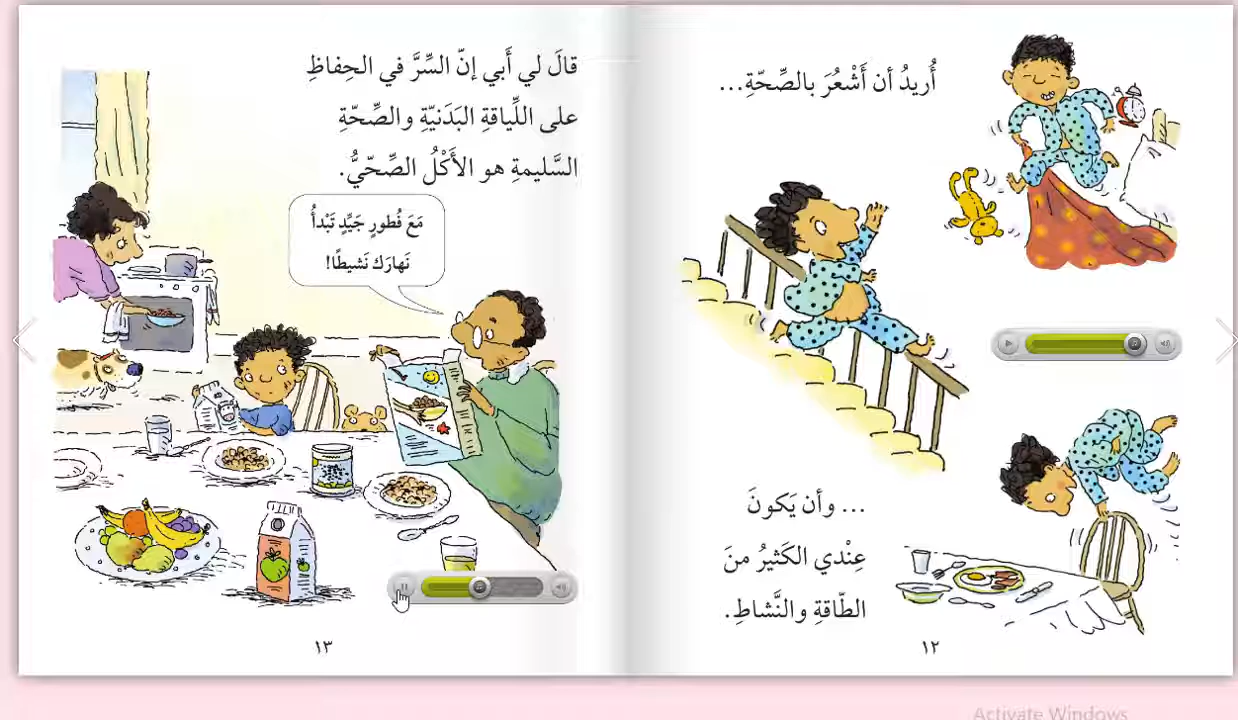 أُريدُ أن أَشْعُرَ بالصِّحّةِ...
... وأن يَكونَ
عِنْدي الكَثيرُ منَ
الطّاقةِ والنَّشاطِ.
١٢
قالَ لي أَبي إنّ السِّرَّ في الحِفاظِ
على اللِّياقةِ البَدَنيّةِ والصِّحّةِ
السَّليمةِ هو الأَكْلُ الصِّحّيُّ.
مَعَ فُطورٍ جَيِّدٍ تَبْدأُ
نَهارَك نَشيطًا!
١٣
Activate Windows